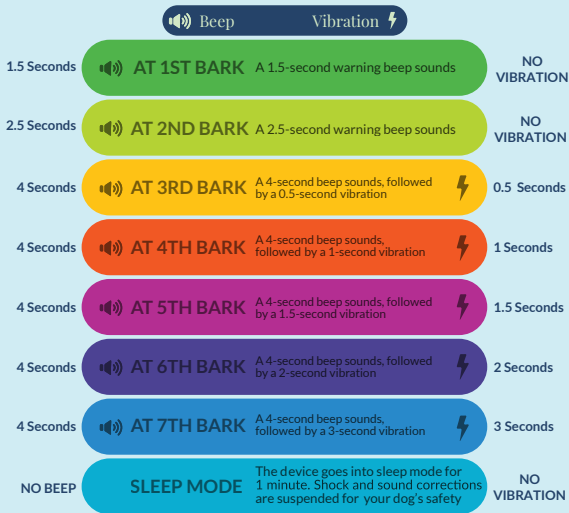 Beep Vibration
1.5 Seconds AT 1ST BARK A 1.5-second warning beep sounds NO
VIBRATION
2.5 Seconds AT 2ND BARK A 2.5-second warning beep sounds NO
VIBRATION
4 Seconds AT 3RD BARK A 4-second beep sounds, followed
by a 0.5-second vibration 0.5 Seconds
4 Seconds AT 4TH BARK A 4-second beep sounds,
followed by a 1-second vibration 1 Seconds
4 Seconds AT 5TH BARK A 4-second beep sounds, followed
by a 1.5-second vibration 1.5 Seconds
4 Seconds AT 6TH BARK A 4-second beep sounds, followed
by a 2-second vibration 2 Seconds
4 Seconds AT 7TH BARK A 4-second beep sounds,
followed by a 3-second vibration 3 Seconds
NO BEEP SLEEP MODE The device goes into sleep mode for
1 minute. Shock and sound corrections
are suspended for your dog's safety
NO
VIBRATION